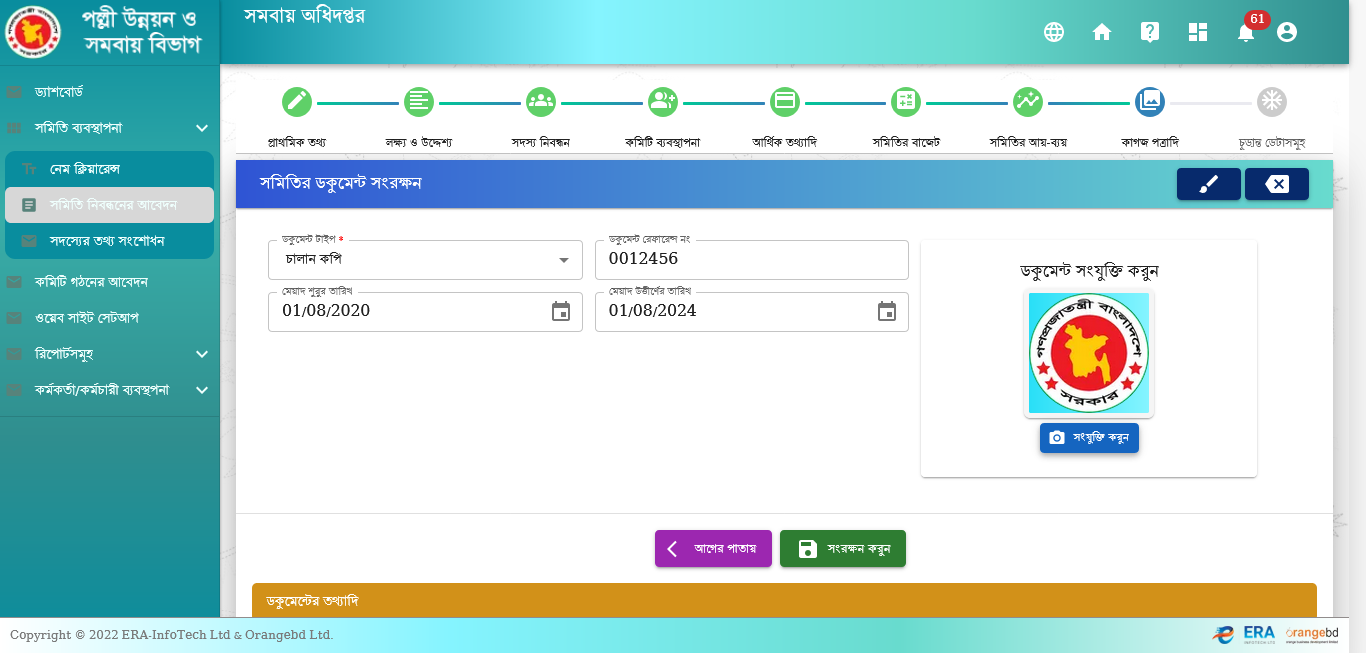 পল্লী উন্নয়ন ও
সমবায় বিভাগ
সমবায় অধিদপ্তর
61
ড্যাশবোর্ড
সমিতি ব্যবস্থাপনা
নেম ক্লিয়ারেন্স
সমিতি নিবন্ধনের আবেদন
সদস্যের তথ্য সংশোধন
কমিটি গঠনের আবেদন
ওয়েব সাইট সেটআপ
রিপোর্টসমুহ
কর্মকর্তা/কর্মচারী ব্যবস্থপনা
প্রাথমিক তথ্য
লক্ষ্য ও উদ্দেশ্য
সদস্য নিবন্ধন
কমিটি ব্যবস্থাপনা
আর্থিক তথ্যাদি
সমিতির বাজেট
সমিতির আয়-ব্যয়
কাগজ পত্রাদি
চুড়ান্ত ডেটাসমূহ
সমিতির ডকুমেন্ট সংরক্ষন
ডকুমেন্ট টাইপ *
চালান কপি
ডকুমেন্ট রেফারেন্স নং
0012456
মেয়াদ শুরুর তারিখ
01/08/2020
মেয়াদ উত্তীর্ণের তারিখ
01/08/2024
ডকুমেন্ট সংযুক্তি করুন
গণপ্রজাতন্ত্রী বাংলাদেশ
সরকার
সংযুক্তি করুন
আগের পাতায়
সংরক্ষন করুন
ডকুমেন্টের তথ্যাদি
Copyright © 2022 ERA-InfoTech Ltd & Orangebd Ltd.
ERA
INFOTECH LTD
orangebd